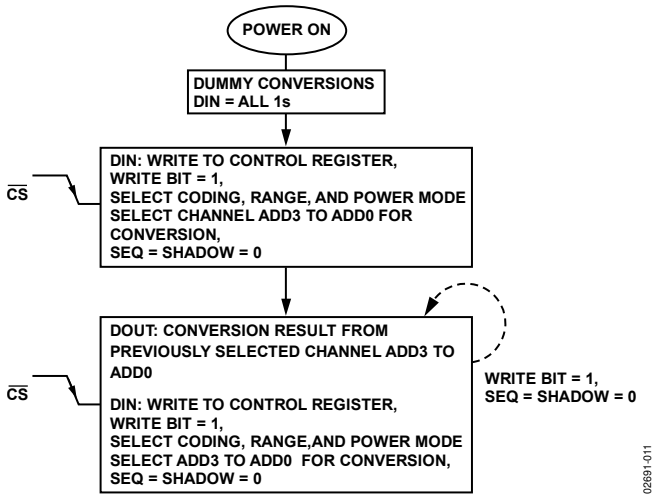 POWER ON
DUMMY CONVERSIONS
DIN = ALL 1s
CS
DIN: WRITE TO CONTROL REGISTER,
WRITE BIT = 1,
SELECT CODING, RANGE, AND POWER MODE
SELECT CHANNEL ADD3 TO ADD0 FOR
CONVERSION,
SEQ = SHADOW = 0
CS
DOUT: CONVERSION RESULT FROM
PREVIOUSLY SELECTED CHANNEL ADD3 TO
ADD0
DIN: WRITE TO CONTROL REGISTER,
WRITE BIT = 1,
SELECT CODING, RANGE,AND POWER MODE
SELECT ADD3 TO ADD0 FOR CONVERSION,
SEQ = SHADOW = 0
WRITE BIT = 1,
SEQ = SHADOW = 0
02691-011